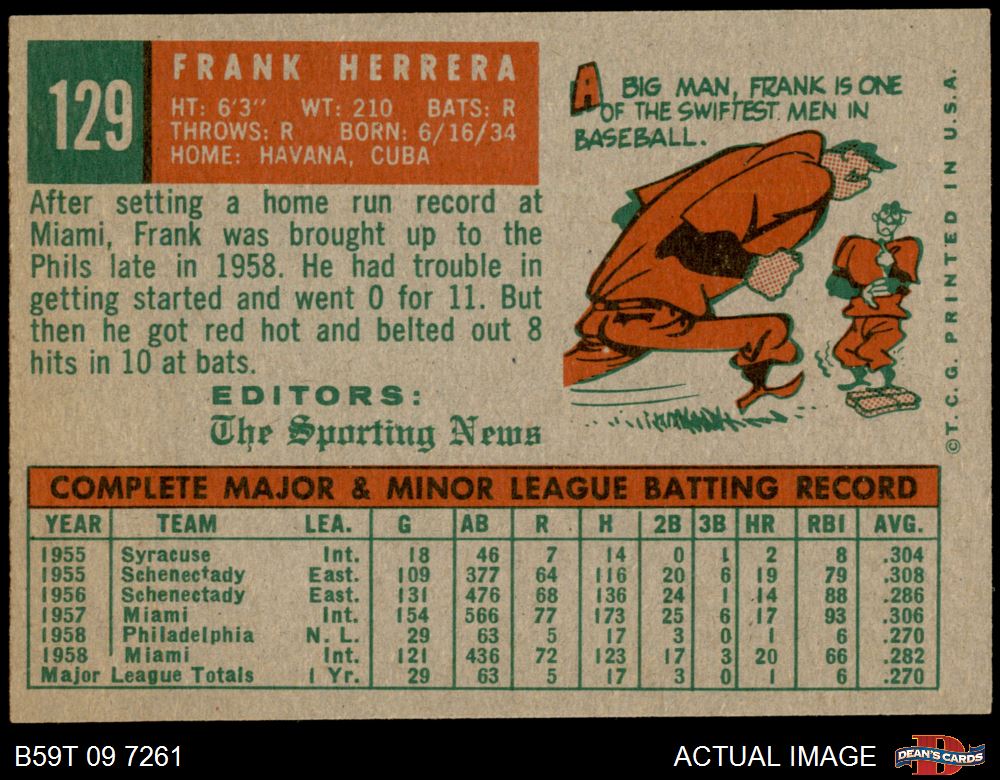 129
FRANK HERRERA
HT: 6'3" WT: 210 BATS: R
THROWS: R BORN: 6/16/34
HOME: HAVANA, CUBA
After setting a home run record at
Miami, Frank was brought up to the
Phils late in 1958. He had trouble in
getting started and went 0 for 11. But
then he got red hot and belted out 8
hits in 10 at bats.
EDITORS:
The Sporting News
A BIG MAN, FRANK IS ONE
OF THE SWIFTEST MEN IN
BASEBALL.
©T.C.G. PRINTED IN U.S.A.
COMPLETE MAJOR & MINOR LEAGUE BATTING RECORD
YEAR TEAM LEA. G AB R H 2B 3B HR RBI AVG.
1955 Syracuse Int. 18 46 7 14 0 1 2 8 .304
1955 Schenectady East. 109 377 64 116 20 6 19 79 .308
1956 Schenectady East. 131 476 68 136 24 1 14 88 .286
1957 Miami Int. 154 566 77 173 25 6 17 93 .306
1958 Philadelphia N. L. 29 63 5 17 3 0 1 6 .270
1958 Miami Int. 121 436 72 123 17 3 20 66 .282
Major League Totals 1 Yr. 29 63 5 17 3 0 1 6 .270
B59T 09 7261
ACTUAL IMAGE
D
DEAN'S CARDS